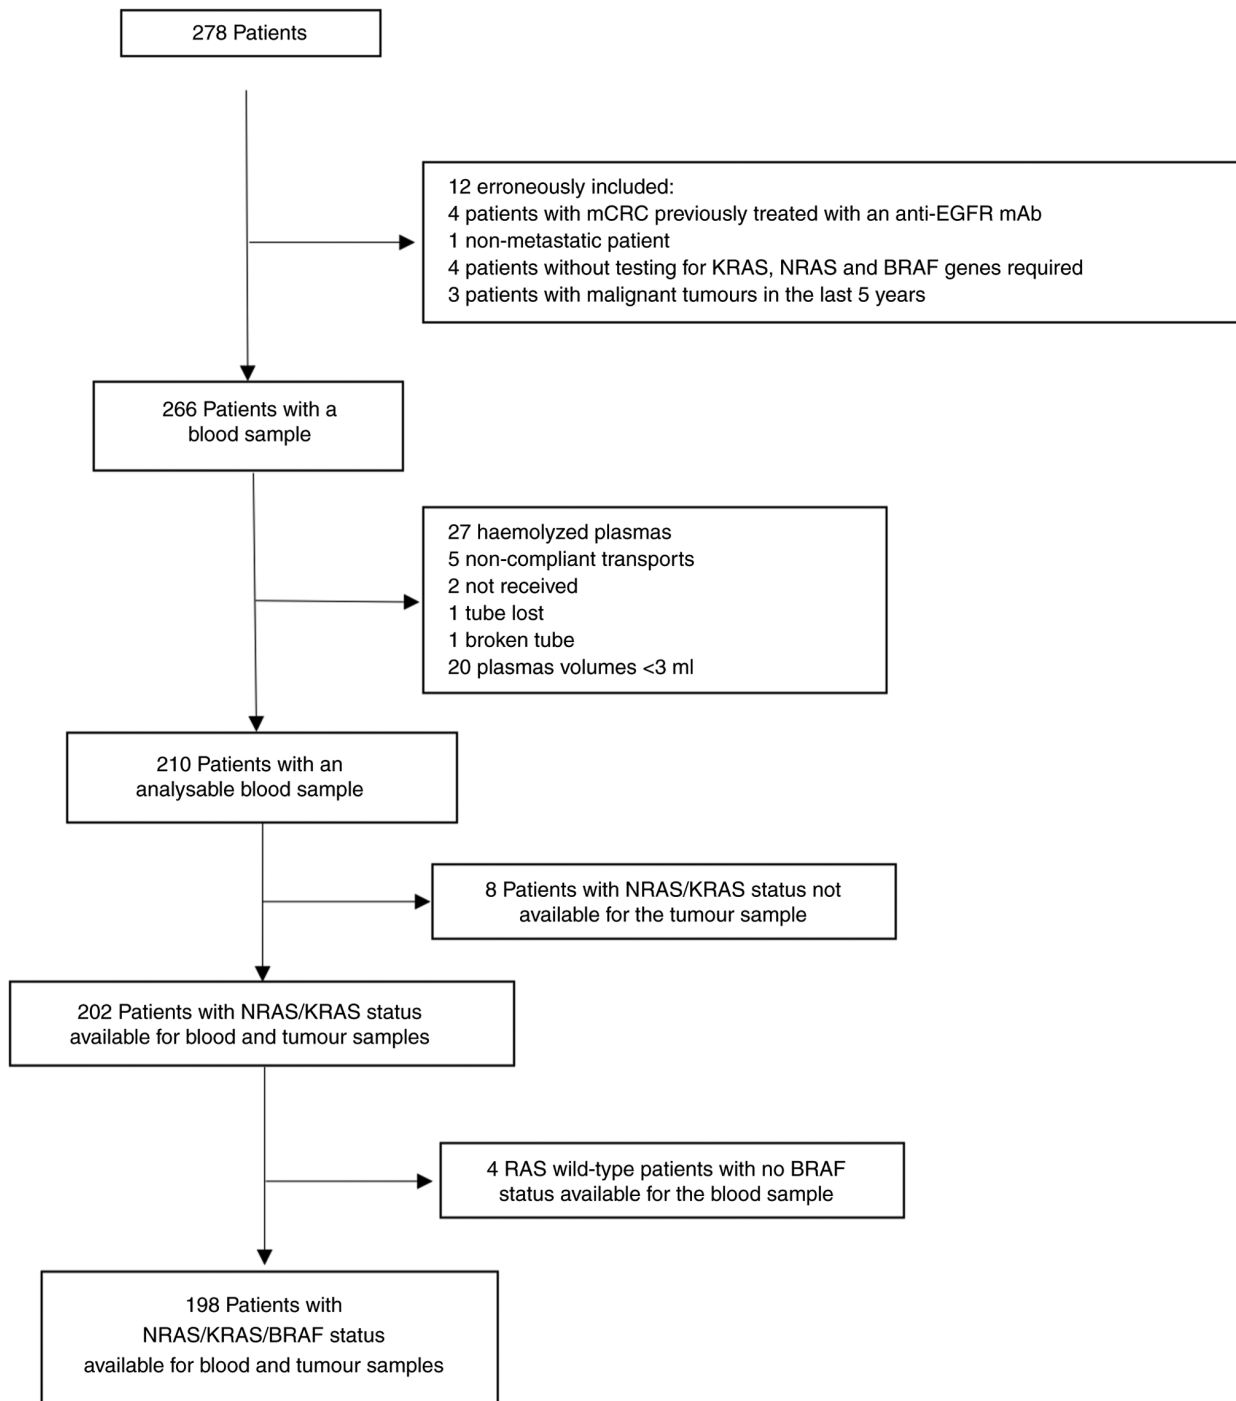 278 Patients
12 erroneously included:
4 patients with mCRC previously treated with an anti-EGFR mAb
1 non-metastatic patient
4 patients without testing for KRAS, NRAS and BRAF genes required
3 patients with malignant tumours in the last 5 years
266 Patients with a
blood sample
27 haemolyzed plasmas
5 non-compliant transports
2 not received
1 tube lost
1 broken tube
20 plasmas volumes <3 ml
210 Patients with an
analysable blood sample
8 Patients with NRAS/KRAS status not
available for the tumour sample
202 Patients with NRAS/KRAS status
available for blood and tumour samples
4 RAS wild-type patients with no BRAF
status available for the blood sample
198 Patients with
NRAS/KRAS/BRAF status
available for blood and tumour samples